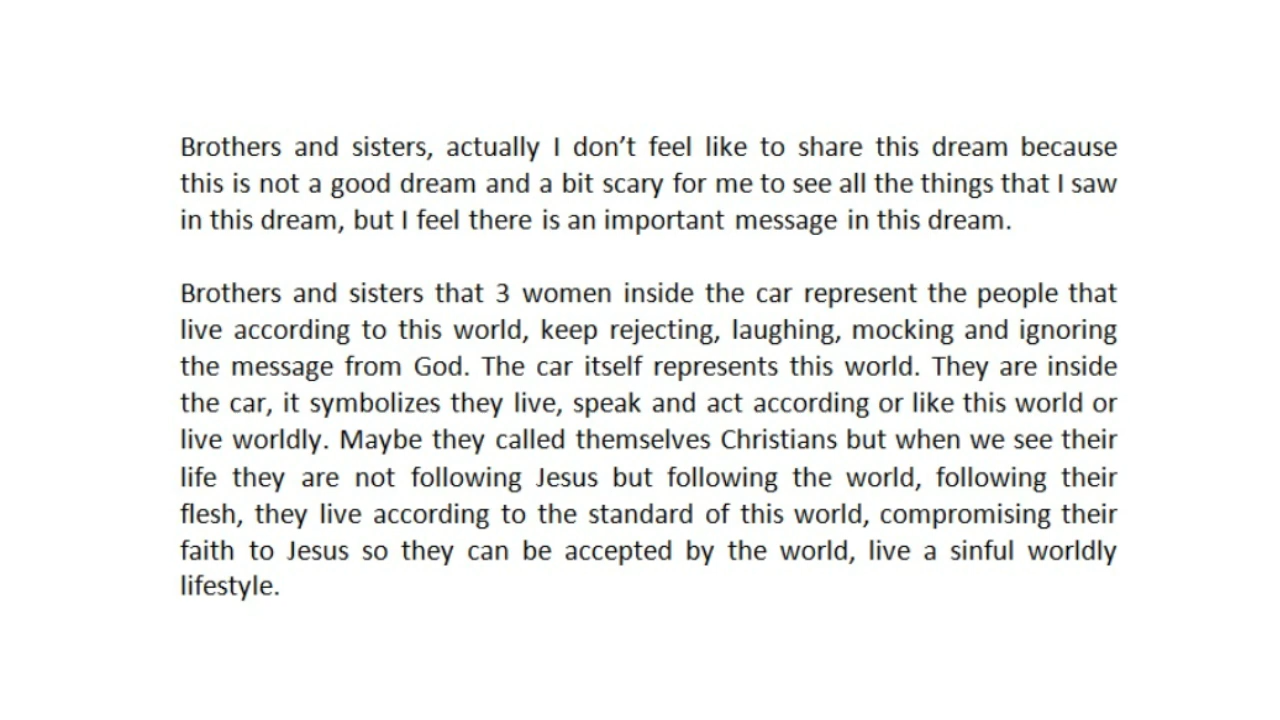 Brothers and sisters, actually I don’t feel like to share this dream because
this is not a good dream and a bit scary for me to see all the things that I saw
in this dream, but I feel there is an important message in this dream.
Brothers and sisters that 3 women inside the car represent the people that
live according to this world, keep rejecting, laughing, mocking and ignoring
the message from God. The car itself represents this world. They are inside
the car, it symbolizes they live, speak and act according or like this world or
live worldly. Maybe they called themselves Christians but when we see their
life they are not following Jesus but following the world, following their
flesh, they live according to the standard of this world, compromising their
faith to Jesus so they can be accepted by the world, live a sinful worldly
lifestyle.